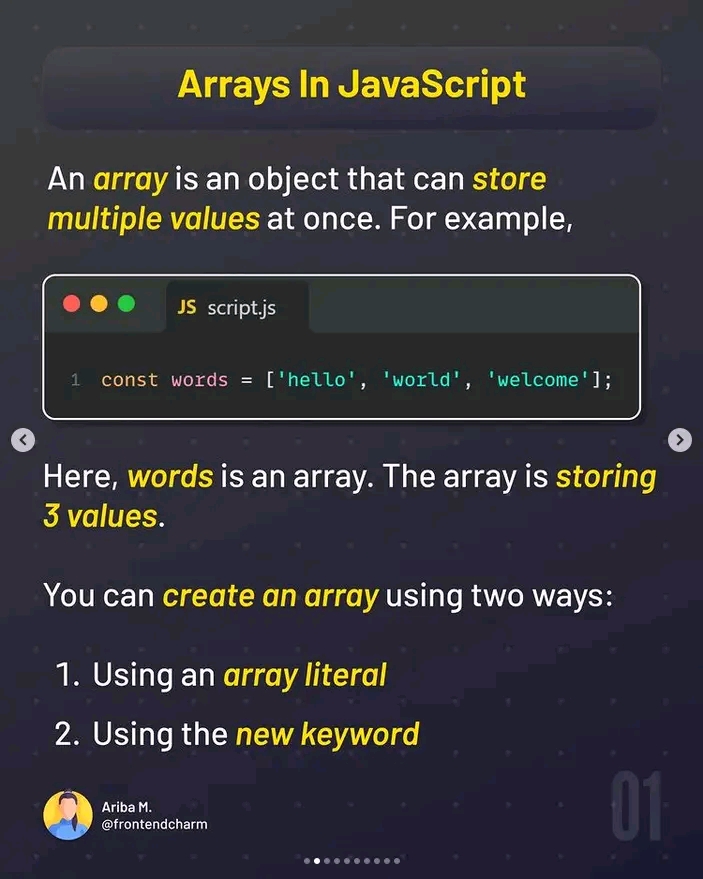 Arrays In JavaScript
An array is an object that can store
multiple values at once. For example,
JS script.js
1 const words = ['hello', 'world', 'welcome'];
Here, words is an array. The array is storing
3 values.
You can create an array using two ways:
1. Using an array literal
2. Using the new keyword
Ariba M.
@frontendcharm
01